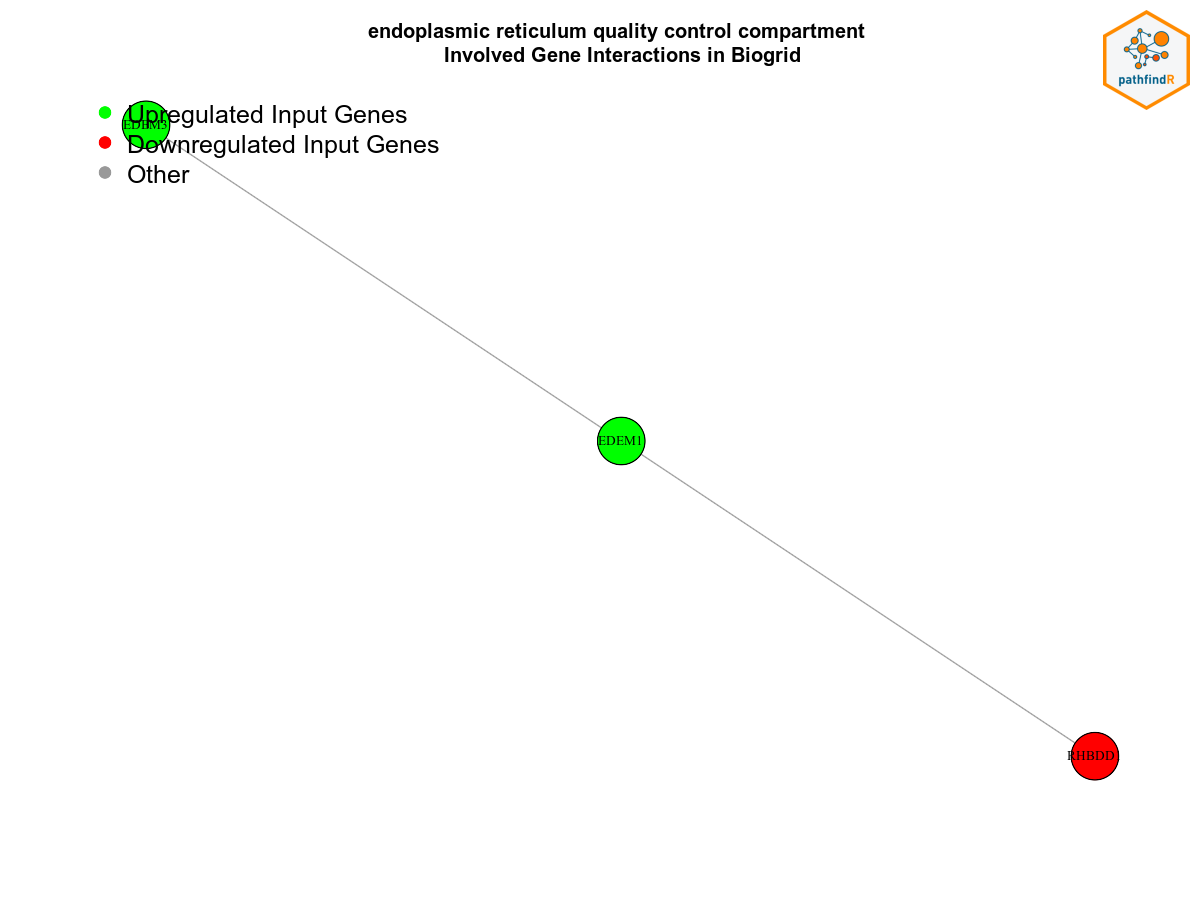 endoplasmic reticulum quality control compartment
Involved Gene Interactions in Biogrid
pathfindR
Upregulated Input Genes
EDEM3
Downregulated Input Genes
Other
EDEM1